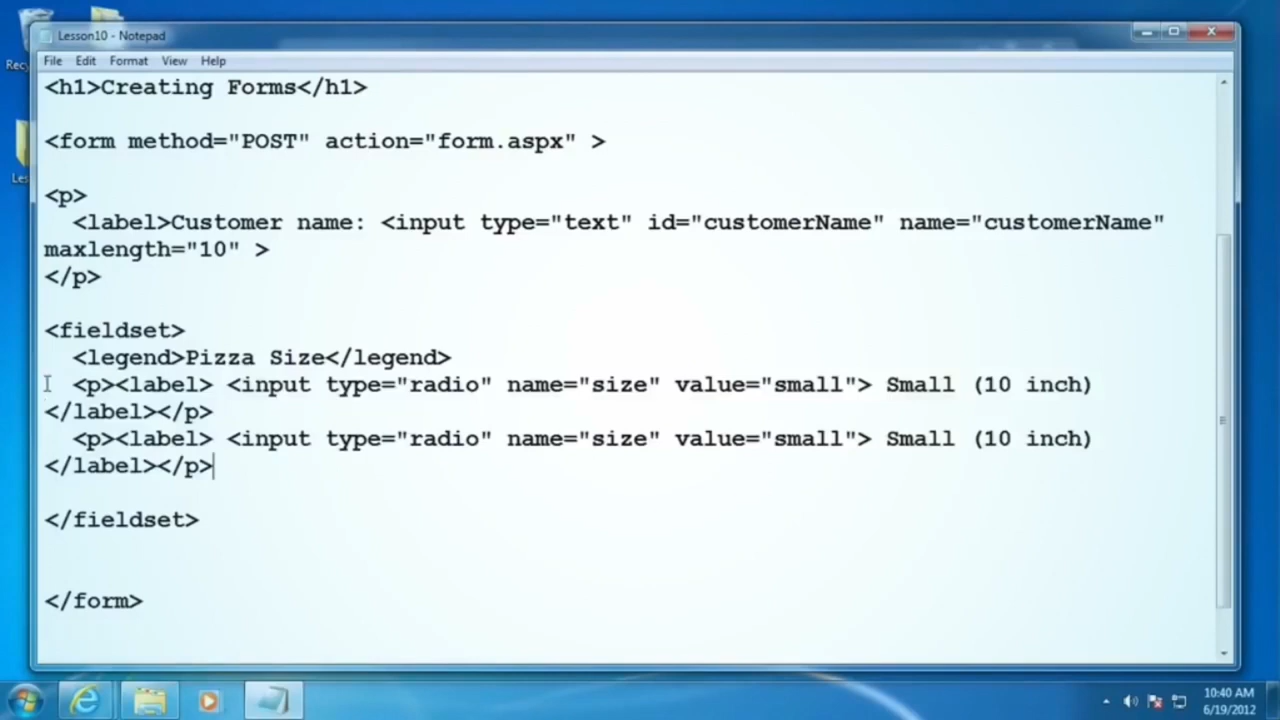 Lesson10 - Notepad
File Edit Format View Help
<h1>Creating Forms</h1>
<form method="POST" action="form.aspx" >
<p>
<label>Customer name: <input type="text" id="customerName" name="customerName"
maxlength="10" >
</p>
<fieldset>
<legend>Pizza Size</legend>
<p><label> <input type="radio" name="size" value="small"> Small (10 inch)
</label></p>
<p><label> <input type="radio" name="size" value="small"> Small (10 inch)
</label></p>
</fieldset>
</form>
10:40 AM
6/19/2012